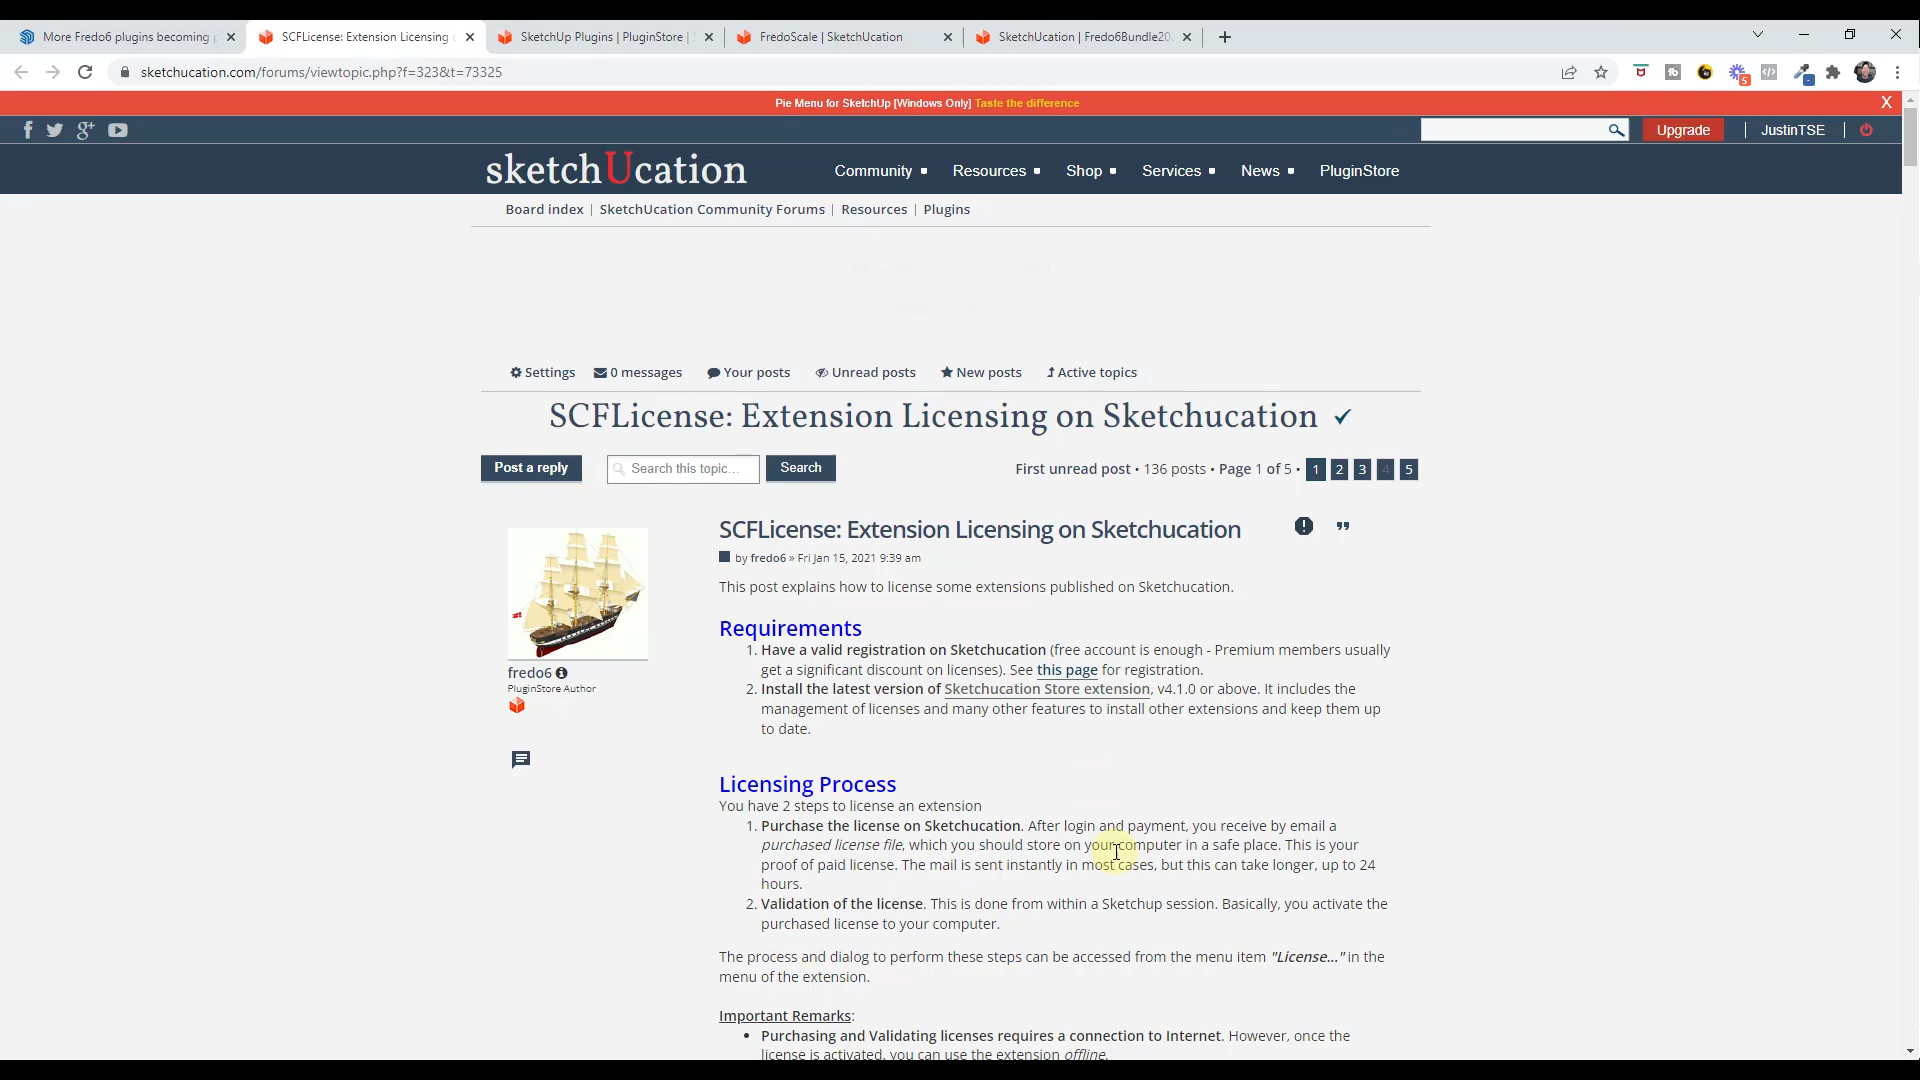 More Fredo6 plugins becoming
SCFLicense: Extension Licensing
SketchUp Plugins | PluginStore |
FredoScale | SketchUcation
SketchUcation | Fredo6Bundle20
sketchucation.com/forums/viewtopic.php?f=323&t=73325
Pie Menu for SketchUp [Windows Only] Taste the difference
X
Upgrade
JustinTSE
sketchUcation
Community
Resources
Shop
Services
News
PluginStore
Board index | SketchUcation Community Forums | Resources | Plugins
Settings
0 messages
Your posts
Unread posts
New posts
Active topics
SCFLicense: Extension Licensing on Sketchucation
Post a reply
Search this topic...
Search
First unread post • 136 posts • Page 1 of 5 • 1 2 3 4 5
SCFLicense: Extension Licensing on Sketchucation
by fredo6 » Fri Jan 15, 2021 9:39 am
This post explains how to license some extensions published on Sketchucation.
fredo6
PluginStore Author
Requirements
1. Have a valid registration on Sketchucation (free account is enough - Premium members usually
get a significant discount on licenses). See this page for registration.
2. Install the latest version of Sketchucation Store extension, v4.1.0 or above. It includes the
management of licenses and many other features to install other extensions and keep them up
to date.
Licensing Process
You have 2 steps to license an extension
1. Purchase the license on Sketchucation. After login and payment, you receive by email a
purchased license file, which you should store on your computer in a safe place. This is your
proof of paid license. The mail is sent instantly in most cases, but this can take longer, up to 24
hours.
2. Validation of the license. This is done from within a Sketchup session. Basically, you activate the
purchased license to your computer.
The process and dialog to perform these steps can be accessed from the menu item "License..." in the
menu of the extension.
Important Remarks:
• Purchasing and Validating licenses requires a connection to Internet. However, once the
license is activated, you can use the extension offline.